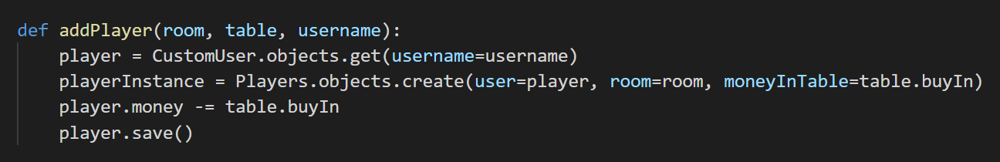 def addPlayer(room, table, username):
    player = CustomUser.objects.get(username=username)
    playerInstance = Players.objects.create(user=player, room=room, moneyInTable=table.buyIn)
    player.money -= table.buyIn
    player.save()